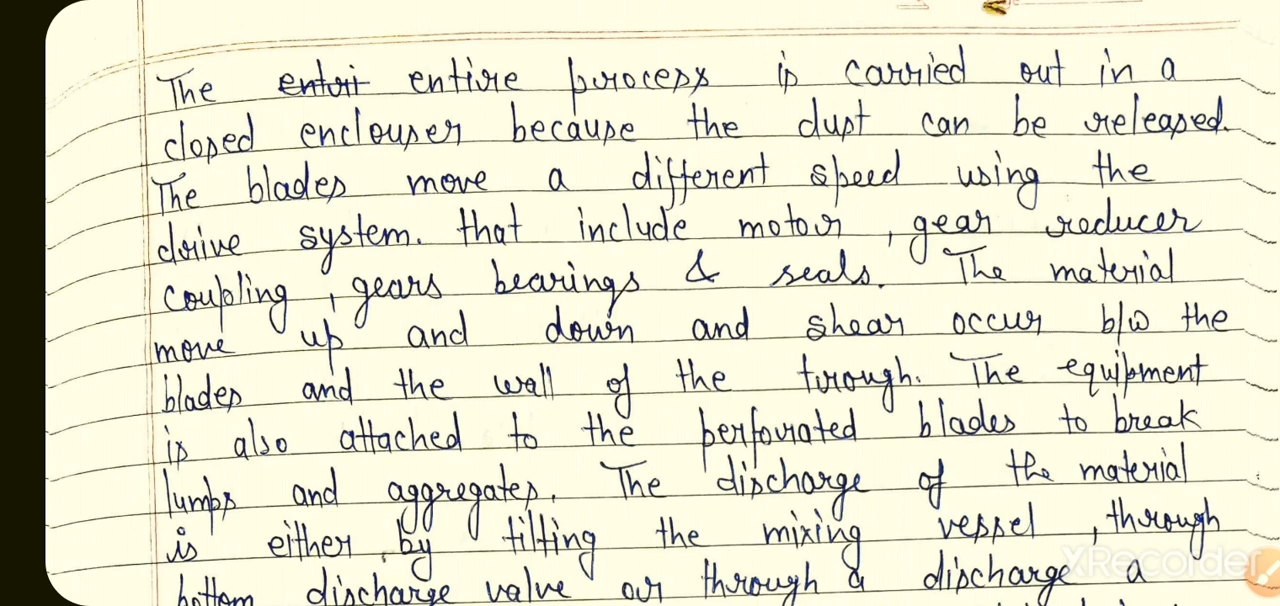 The entori entire process is carried out in a
closed enclouser because the dust can be released.
The blades move a different speed using the
drive system. that include motor, gear reducer
coupling, gears bearings & seals. The material
move up and down and shear occur b/w the
blades and the wall of the trough. The equipment
is also attached to the perforated blades to break
lumps and aggregates. The discharge of the material
is either by tilting the mixing vessel, through
XRecorder
bottom discharge valve or through a discharge a